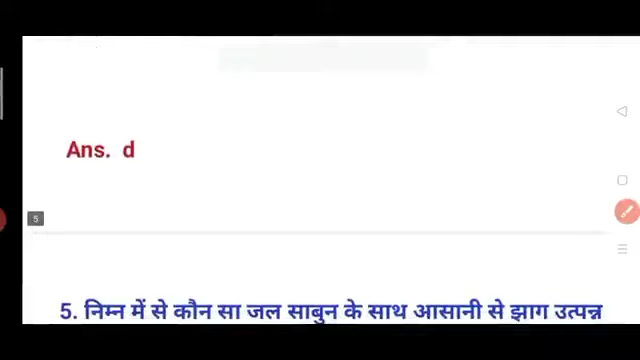 Ans. d
5
5. निम्न में से कौन सा जल साबुन के साथ आसानी से झाग उत्पन्न